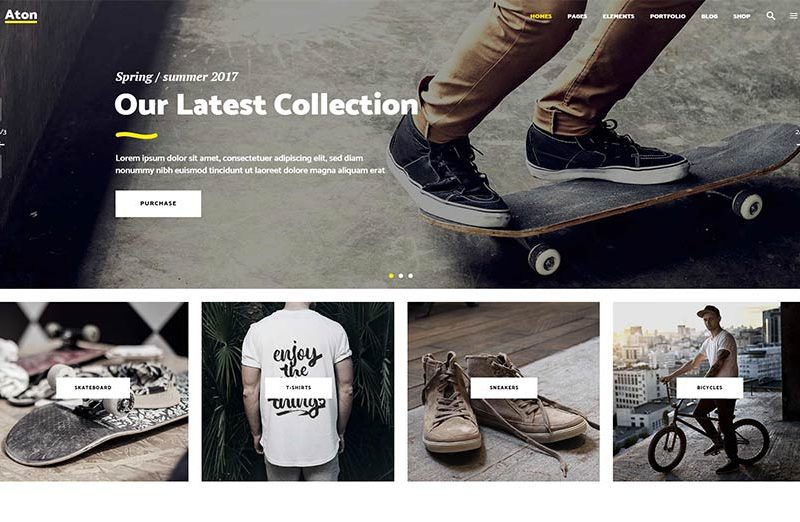 Aton
HOMES PAGES ELEMENTS PORTFOLIO BLOG SHOP
Spring / summer 2017
Our Latest Collection
Lorem ipsum dolor sit amet, consectetuer adipiscing elit, sed diam
nonummy nibh euismod tincidunt ut laoreet dolore magna aliquam erat
PURCHASE
SKATEBOARD
enjoy
the
T-SHIRTS
things
SNEAKERS
BICYCLES